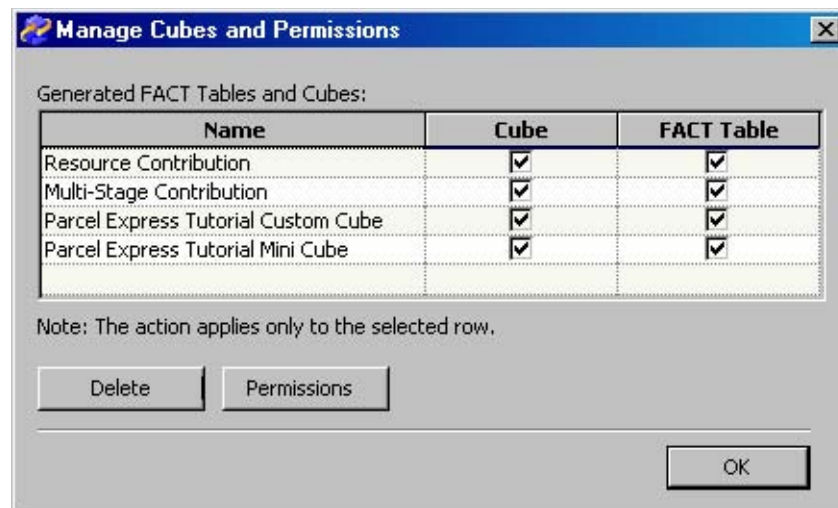 Manage Cubes and Permissions
Generated FACT Tables and Cubes:
Name Cube FACT Table
Resource Contribution
Multi-Stage Contribution
Parcel Express Tutorial Custom Cube
Parcel Express Tutorial Mini Cube
Note: The action applies only to the selected row.
Delete Permissions
OK